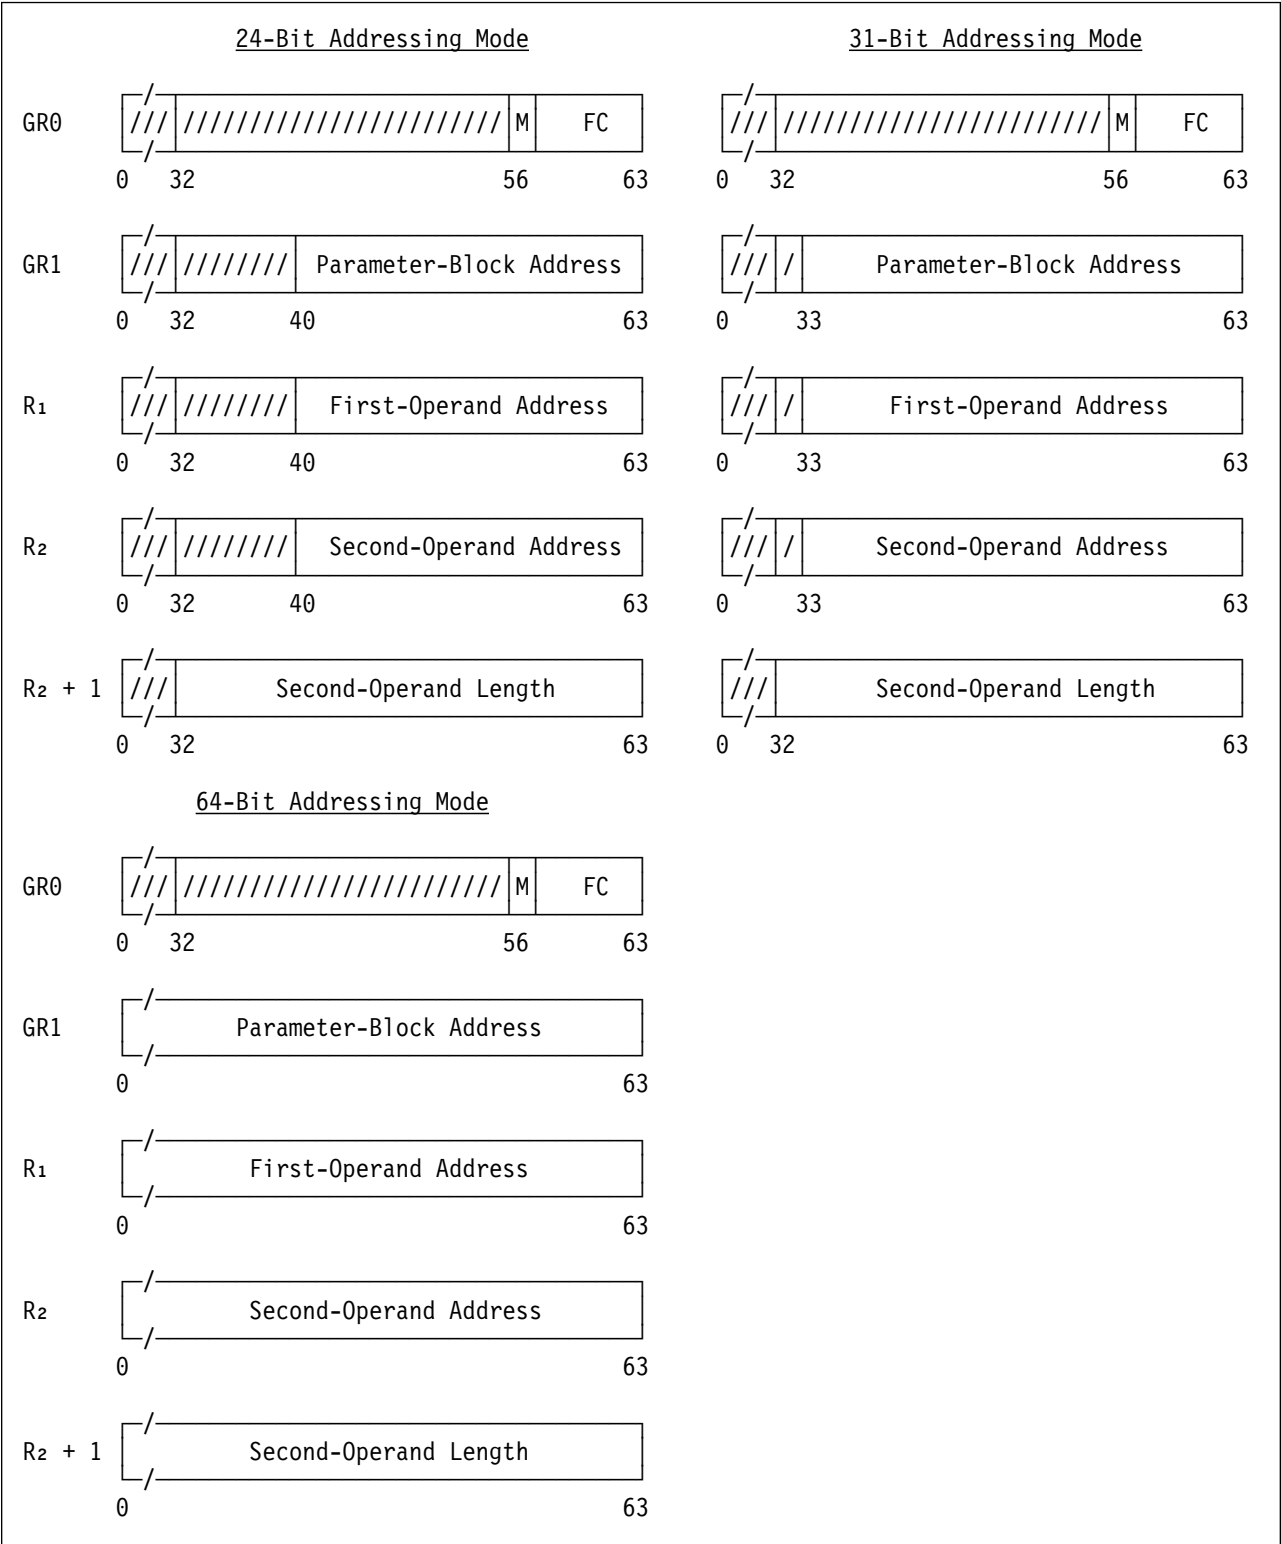 24-Bit Addressing Mode 31-Bit Addressing Mode
GR0 /// //////////////////////// M FC /// //////////////////////// M FC
0 32 56 63 0 32 56 63
GR1 /// //////// Parameter-Block Address /// / Parameter-Block Address
0 32 40 63 0 33 63
R₁ /// //////// First-Operand Address /// / First-Operand Address
0 32 40 63 0 33 63
R₂ /// //////// Second-Operand Address /// / Second-Operand Address
0 32 40 63 0 33 63
R₂ + 1 /// Second-Operand Length /// Second-Operand Length
0 32 63 0 32 63
64-Bit Addressing Mode
GR0 /// //////////////////////// M FC
0 32 56 63
GR1 Parameter-Block Address
0 63
R₁ First-Operand Address
0 63
R₂ Second-Operand Address
0 63
R₂ + 1 Second-Operand Length
0 63